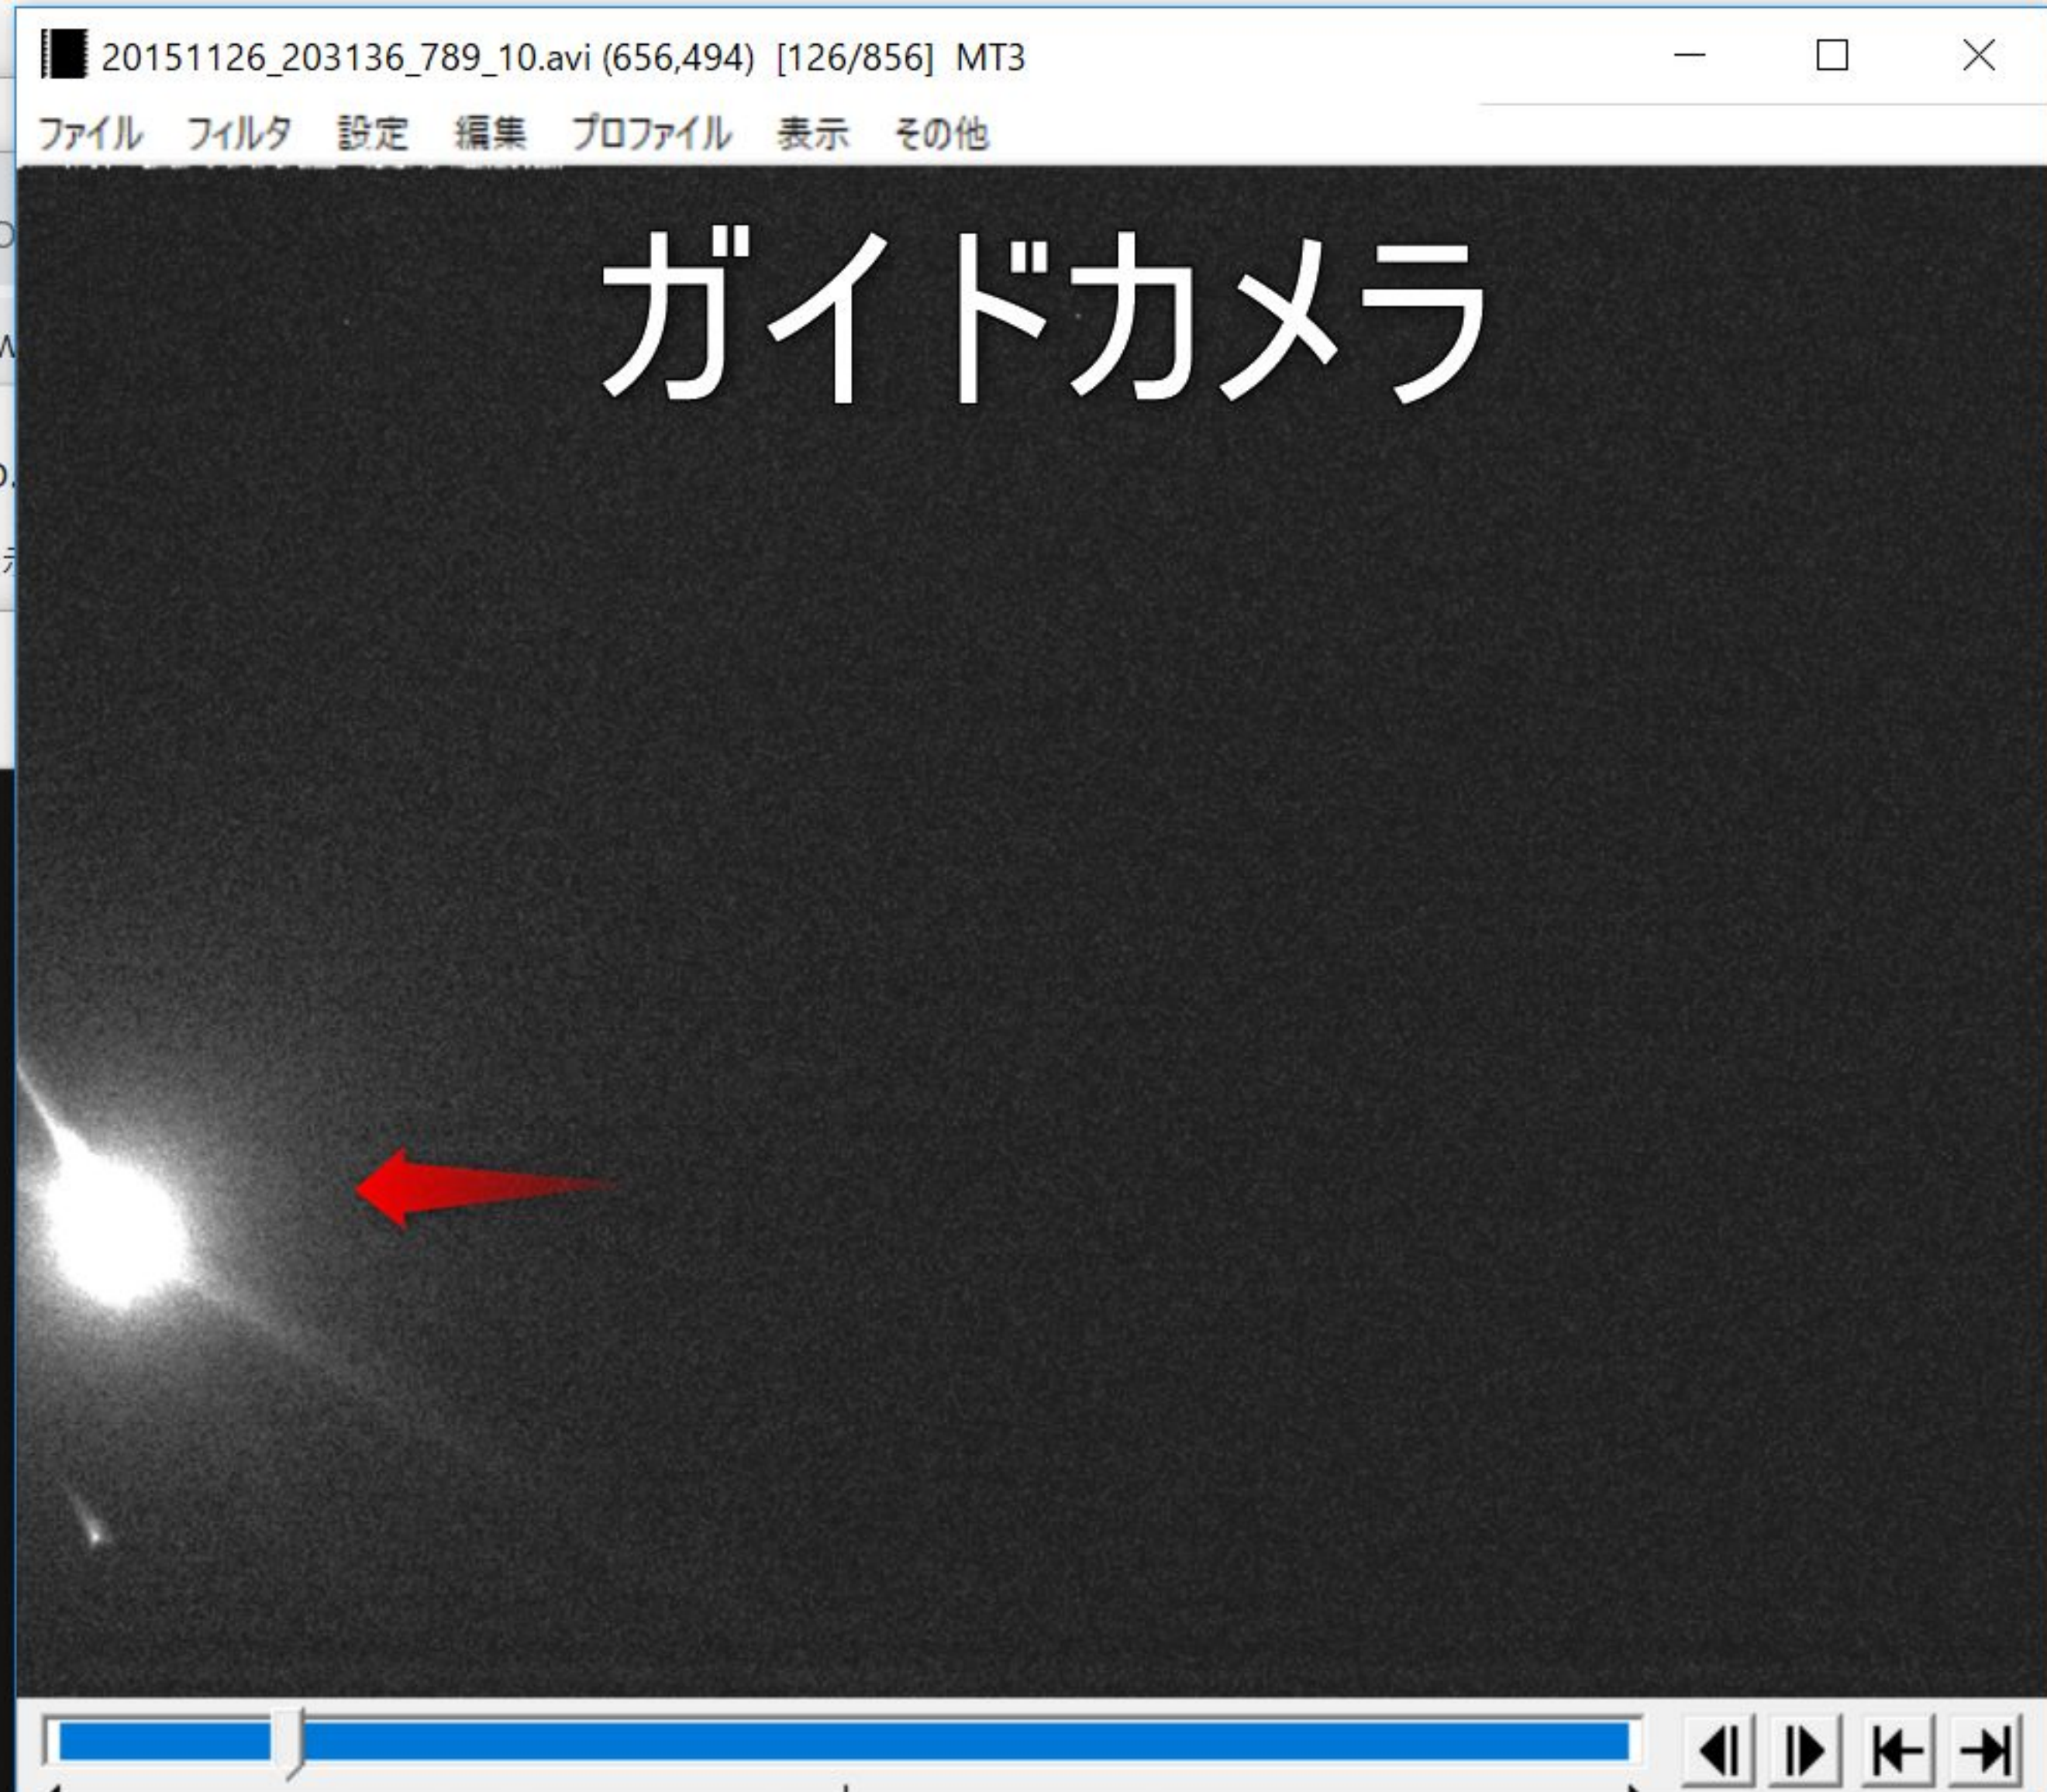 20151126_203136_789_10.avi (656,494) [126/856] MT3
ファイル フィルタ 設定 編集 プロファイル 表示 その他
ガイドカメラ